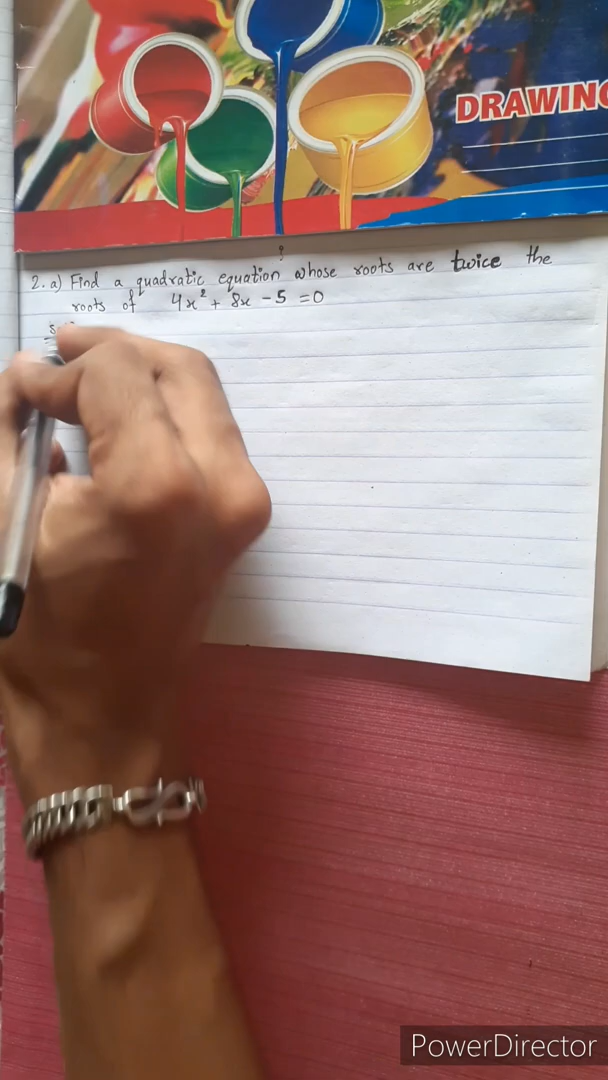 DRAWING
2. a) Find a quadratic equation whose roots are twice the
roots of 4x² + 8x - 5 = 0
PowerDirector